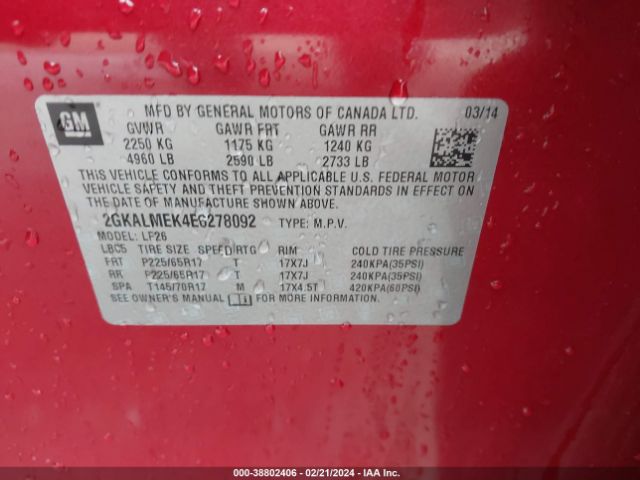 GM
MFD BY GENERAL MOTORS OF CANADA LTD. 03/14
GVWR GAWR FRT GAWR RR
2250 KG 1175 KG 1240 KG
4960 LB 2590 LB 2733 LB
THIS VEHICLE CONFORMS TO ALL APPLICABLE U.S. FEDERAL MOTOR
VEHICLE SAFETY AND THEFT PREVENTION STANDARDS IN EFFECT ON
THE DATE OF MANUFACTURE SHOWN ABOVE.
2GKALMEK4E6278092 TYPE: M.P.V.
MODEL: LF26
LBC5 TIRE SIZE SPEED/RTG RIM COLD TIRE PRESSURE
FRT P225/65R17 T 17X7J 240KPA(35PSI)
RR P225/65R17 T 17X7J 240KPA(35PSI)
SPA T145/70R17 M 17X4.5T 420KPA(60PSI)
SEE OWNER'S MANUAL FOR MORE INFORMATION.
000-38802406 - 02/21/2024 - IAA Inc.